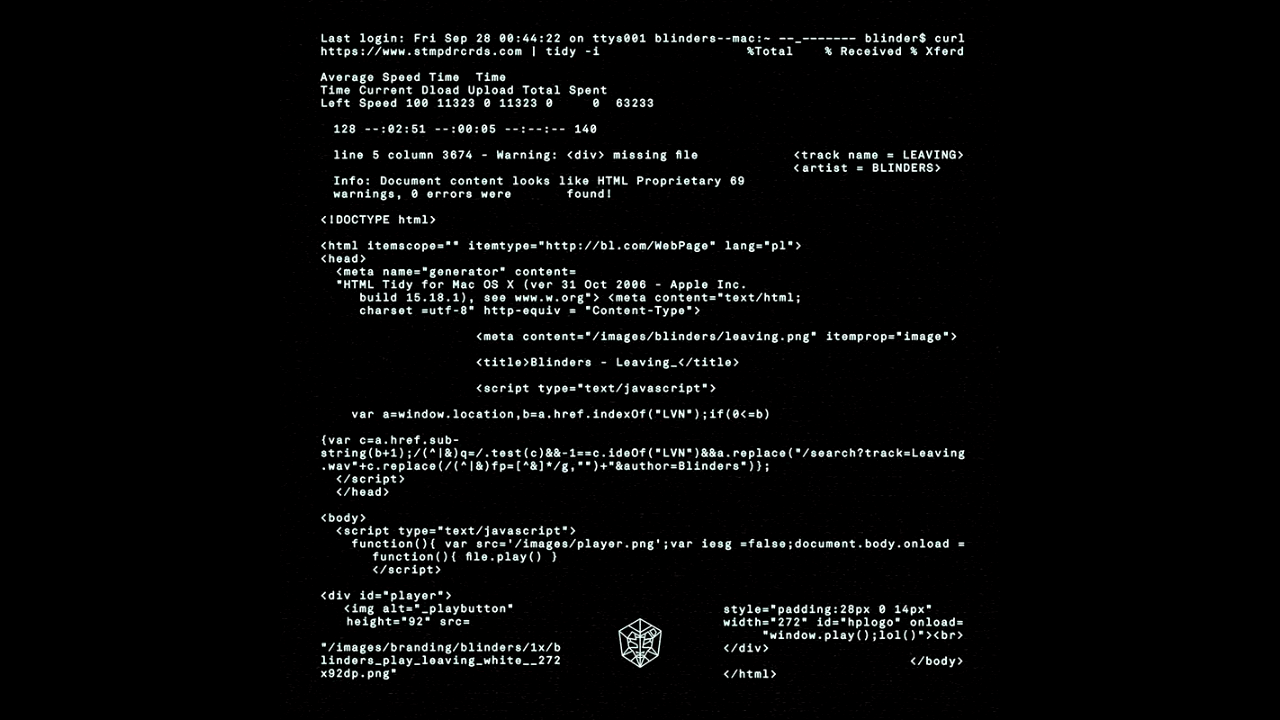 Last login: Fri Sep 28 00:44:22 on ttys001 blinders--mac:~ --_------- blinder$ curl
https://www.stmpdrcrds.com | tidy -i %Total % Received % Xferd
Average Speed Time Time
Time Current Dload Upload Total Spent
Left Speed 100 11323 0 11323 0 0 63233
128 --:02:51 --:00:05 --:--:-- 140
line 5 column 3674 - Warning: <div> missing file
<track name = LEAVING>
<artist = BLINDERS>
Info: Document content looks like HTML Proprietary 69
warnings, 0 errors were found!
<!DOCTYPE html>
<html itemscope="" itemtype="http://bl.com/WebPage" lang="pl">
<head>
<meta name="generator" content=
"HTML Tidy for Mac OS X (ver 31 Oct 2006 - Apple Inc.
build 15.18.1), see www.w.org"> <meta content="text/html;
charset =utf-8" http-equiv = "Content-Type">
<meta content="/images/blinders/leaving.png" itemprop="image">
<title>Blinders - Leaving_</title>
<script type="text/javascript">
var a=window.location,b=a.href.indexOf("LVN");if(0<=b)
{var c=a.href.sub-
string(b+1);/(^|&)q=/.test(c)&&-1==c.ideOf("LVN")&&a.replace("/search?track=Leaving
.wav"+c.replace(/(^|&)fp=[^&]*/g,"")+"&author=Blinders")};
</script>
</head>
<body>
<script type="text/javascript">
function(){ var src='/images/player.png';var iesg =false;document.body.onload =
function(){ file.play() }
</script>
<div id="player">
<img alt="_playbutton"
height="92" src=
"/images/branding/blinders/1x/b
linders_play_leaving_white__272
x92dp.png"
style="padding:28px 0 14px"
width="272" id="hplogo" onload=
"window.play();lol()"><br>
</div>
</body>
</html>